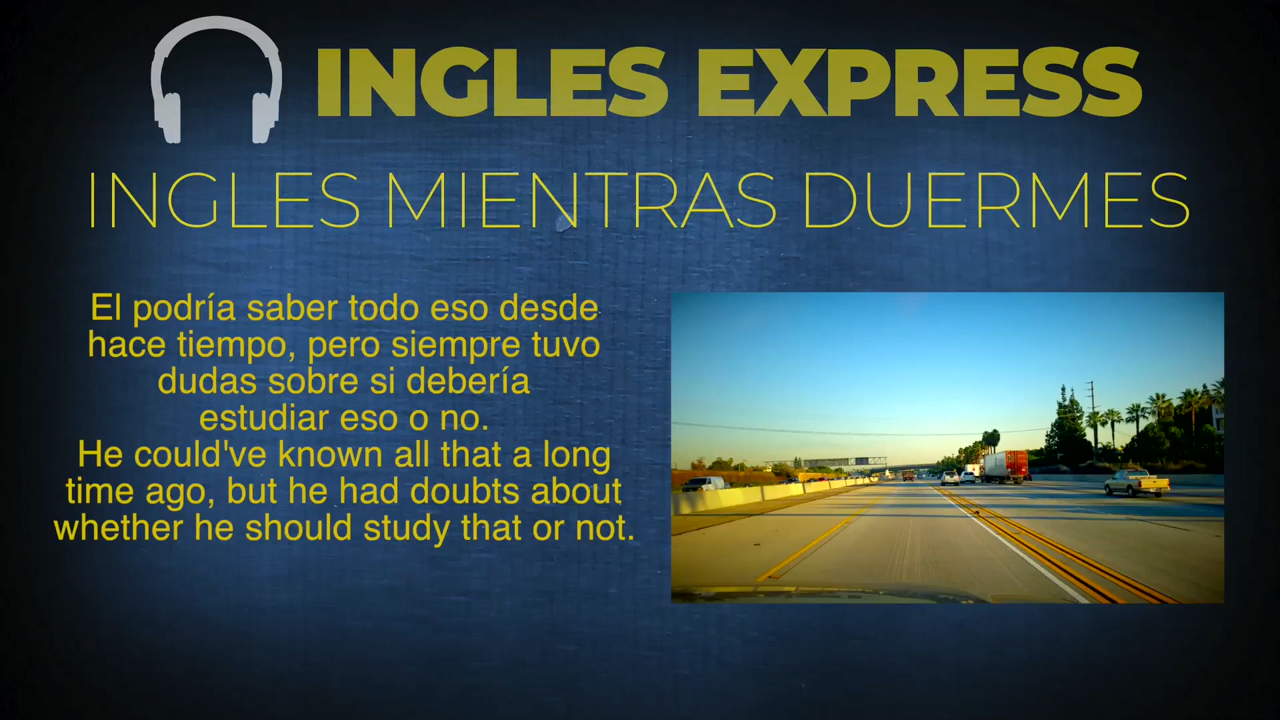 INGLES EXPRESS
INGLES MIENTRAS DUERMES
El podría saber todo eso desde
hace tiempo, pero siempre tuvo
dudas sobre si debería
estudiar eso o no.
He could've known all that a long
time ago, but he had doubts about
whether he should study that or not.